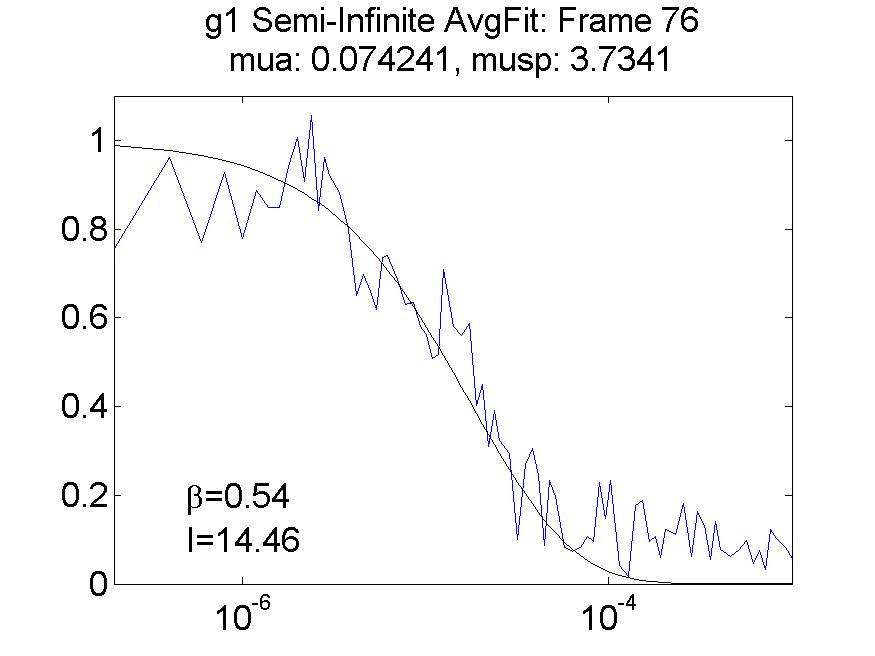 g1 Semi-Infinite AvgFit: Frame 76
mua: 0.074241, musp: 3.7341
1
0.8
0.6
0.4
0.2
0
β=0.54
I=14.46
10^-6
10^-4